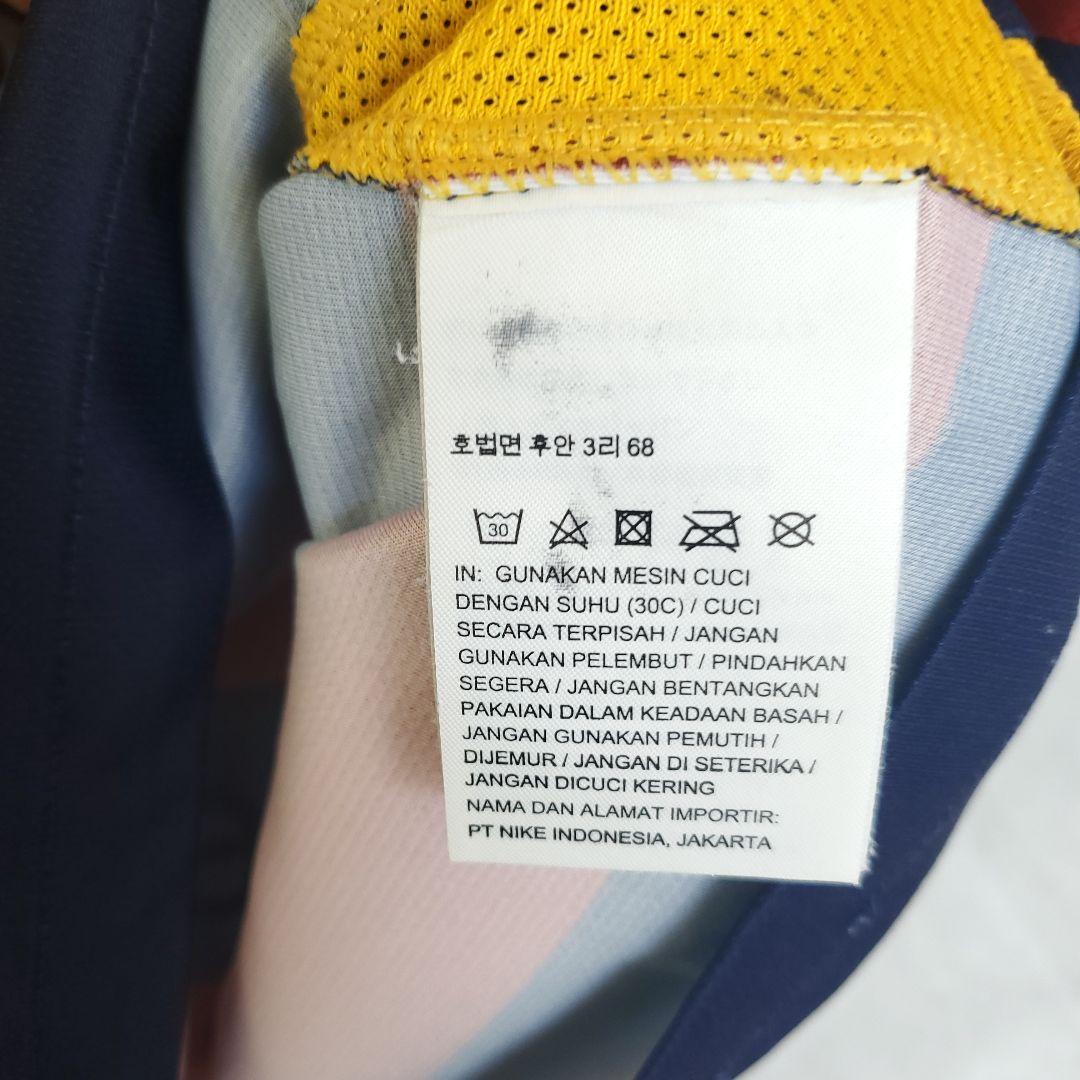 호법면 후안 3리 68
30
IN: GUNAKAN MESIN CUCI
DENGAN SUHU (30C) / CUCI
SECARA TERPISAH / JANGAN
GUNAKAN PELEMBUT / PINDAHKAN
SEGERA / JANGAN BENTANGKAN
PAKAIAN DALAM KEADAAN BASAH /
JANGAN GUNAKAN PEMUTIH /
DIJEMUR / JANGAN DI SETERIKA /
JANGAN DICUCI KERING
NAMA DAN ALAMAT IMPORTIR:
PT NIKE INDONESIA, JAKARTA